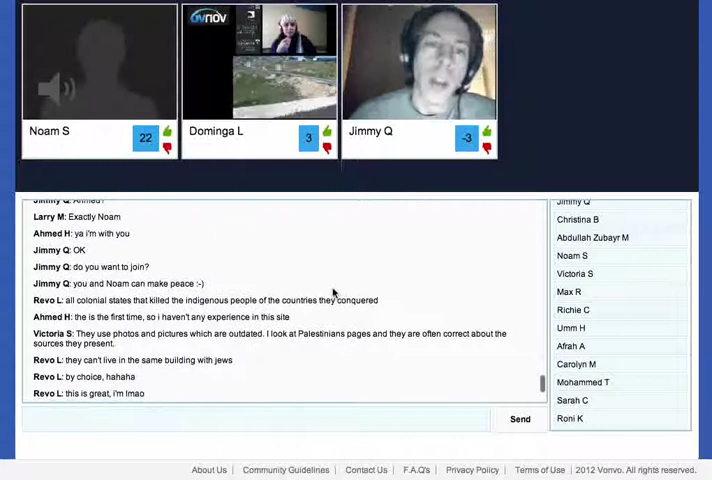 ovnov
Noam S
22
Dominga L
3
Jimmy Q
-3
Jimmy Q: Ahmed?
Larry M: Exactly Noam
Ahmed H: ya i'm with you
Jimmy Q: OK
Jimmy Q: do you want to join?
Jimmy Q: you and Noam can make peace :-)
Revo L: all colonial states that killed the indigenous people of the countries they conquered
Ahmed H: the is the first time, so i haven't any experience in this site
Victoria S: They use photos and pictures which are outdated. I look at Palestinians pages and they are often correct about the
sources they present.
Revo L: they can't live in the same building with jews
Revo L: by choice, hahaha
Revo L: this is great, i'm lmao
Send
Jimmy Q
Christina B
Abdullah Zubayr M
Noam S
Victoria S
Max R
Richie C
Umm H
Afrah A
Carolyn M
Mohammed T
Sarah C
Roni K
About Us | Community Guidelines | Contact Us | F.A.Q's | Privacy Policy | Terms of Use | 2012 Vonvo. All rights reserved.